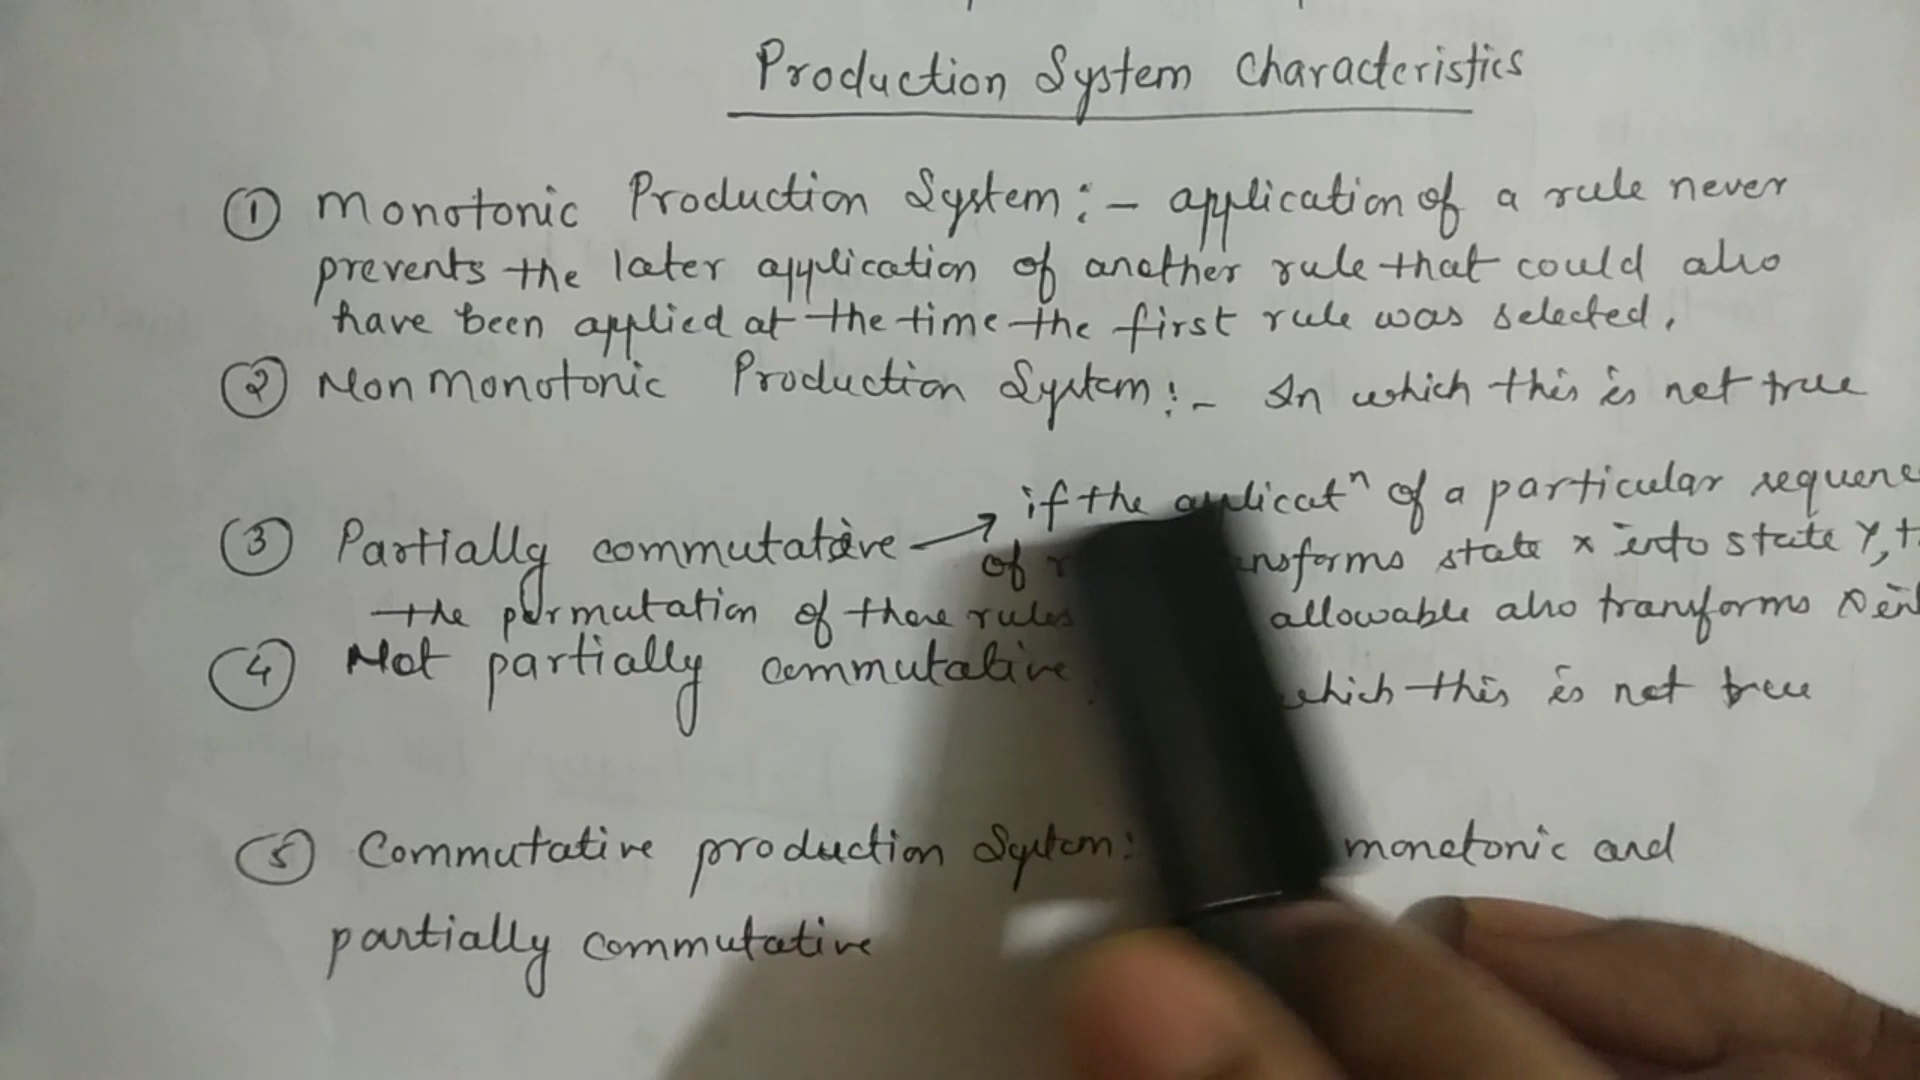 Production System Characteristics
① Monotonic Production System :- application of a rule never
prevents the later application of another rule that could also
have been applied at the time the first rule was selected.
② Non monotonic Production System :- In which this is not true
③ Partially commutative → if the applicatⁿ of a particular sequenc
of transforms state x into state Y, t
the permutation of those rules allowable also transforms x in
④ Not partially commutative : which this is not true
⑤ Commutative production System : monotonic and
partially commutative